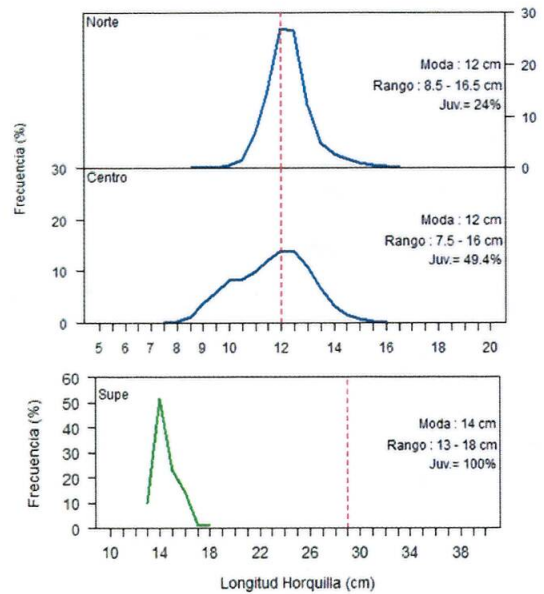 Norte
30
20
10
0
Moda : 12 cm
Rango : 8.5 - 16.5 cm
Juv.= 24%
Frecuencia (%)
Centro
30
20
10
0
Moda : 12 cm
Rango : 7.5 - 16 cm
Juv.= 49.4%
5 6 7 8 9 10 12 14 16 18 20
Supe
60
50
40
30
20
10
0
Frecuencia (%)
Moda : 14 cm
Rango : 13 - 18 cm
Juv.= 100%
10 14 18 22 26 30 34 38
Longitud Horquilla (cm)